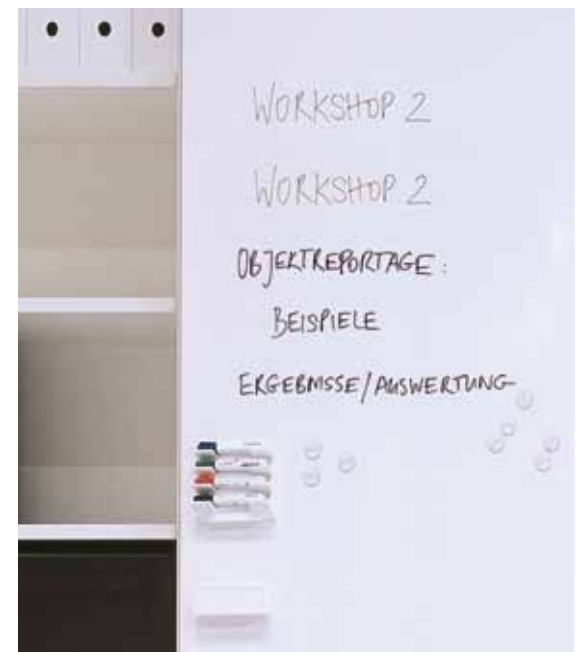 WORKSHOP 2
WORKSHOP 2
OBJEKTREPORTAGE:
BEISPIELE
ERGEBNISSE/AUSWERTUNG